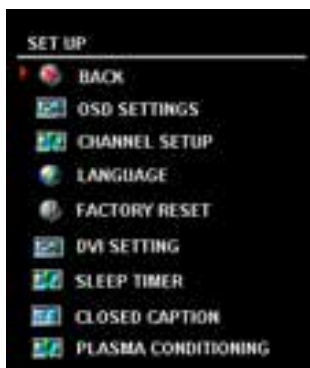 SET UP
BACK
OSD SETTINGS
CHANNEL SETUP
LANGUAGE
FACTORY RESET
DVI SETTING
SLEEP TIMER
CLOSED CAPTION
PLASMA CONDITIONING